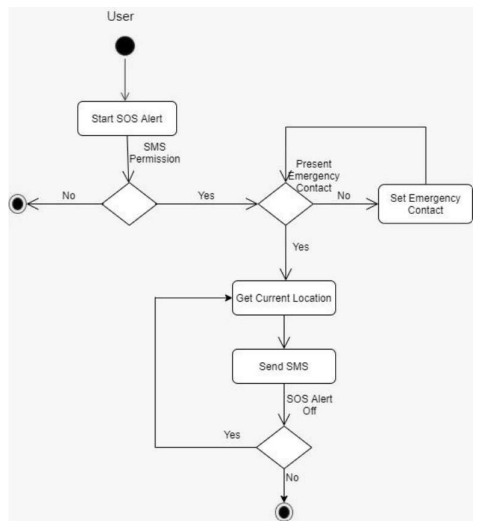 User
Start SOS Alert
SMS
Permission
No
Yes
Present
Emergency
Contact
No
Set Emergency
Contact
Yes
Get Current Location
Send SMS
SOS Alert
Off
Yes
No